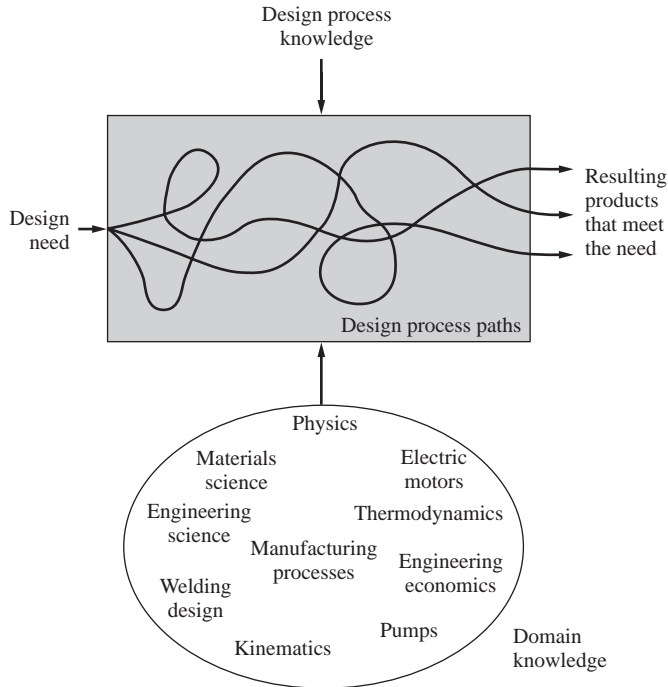 Design process
knowledge
Design
need
Resulting
products
that meet
the need
Design process paths
Physics
Materials
science
Electric
motors
Engineering
science
Thermodynamics
Manufacturing
processes
Engineering
economics
Welding
design
Pumps
Kinematics
Domain
knowledge